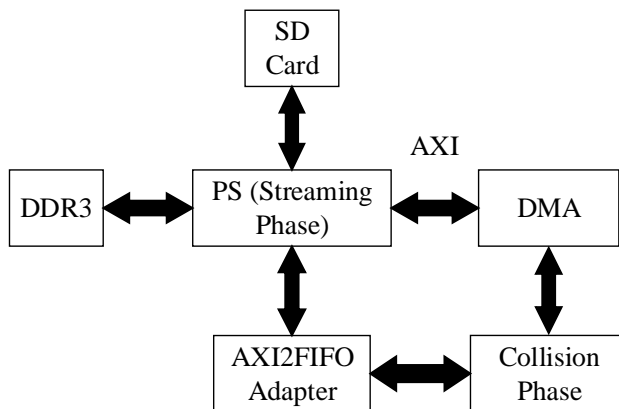 SD
Card
AXI
DDR3
PS (Streaming
Phase)
DMA
AXI2FIFO
Adapter
Collision
Phase